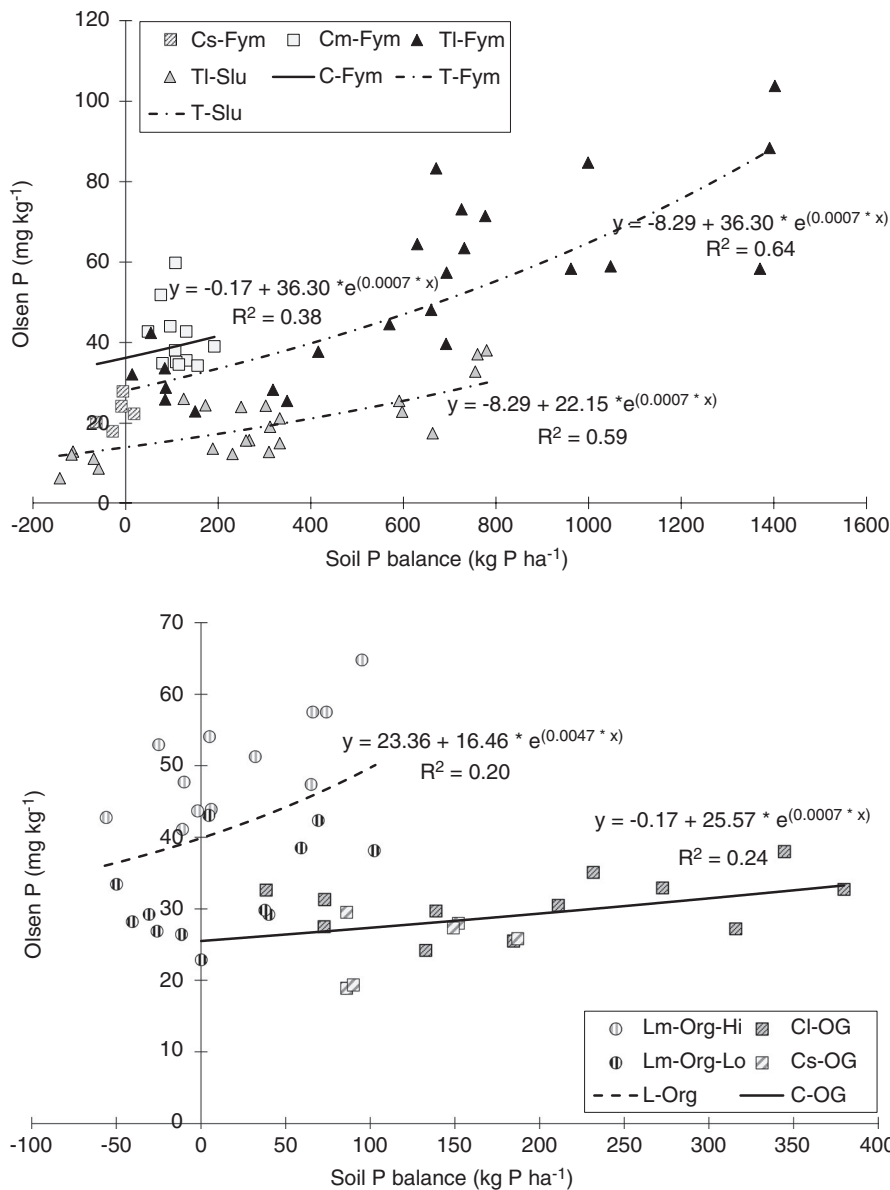 120
100
80
60
40
20
0
Olsen P (mg kg-1)
Cs-Fym Cm-Fym Tl-Fym
Tl-Slu C-Fym T-Fym
T-Slu
y = -0.17 + 36.30 *e(0.0007 * x)
R2 = 0.38
y = -8.29 + 36.30 * e(0.0007 * x)
R2 = 0.64
y = -8.29 + 22.15 *e(0.0007 * x)
R2 = 0.59
-200 0 200 400 600 800 1000 1200 1400 1600
Soil P balance (kg P ha-1)
70
60
50
40
30
20
10
0
Olsen P (mg kg-1)
y = 23.36 + 16.46 * e(0.0047 * x)
R2 = 0.20
y = -0.17 + 25.57 * e(0.0007 * x)
R2 = 0.24
Lm-Org-Hi Cl-OG
Lm-Org-Lo Cs-OG
L-Org C-OG
-100 -50 0 50 100 150 200 250 300 350 400
Soil P balance (kg P ha-1)